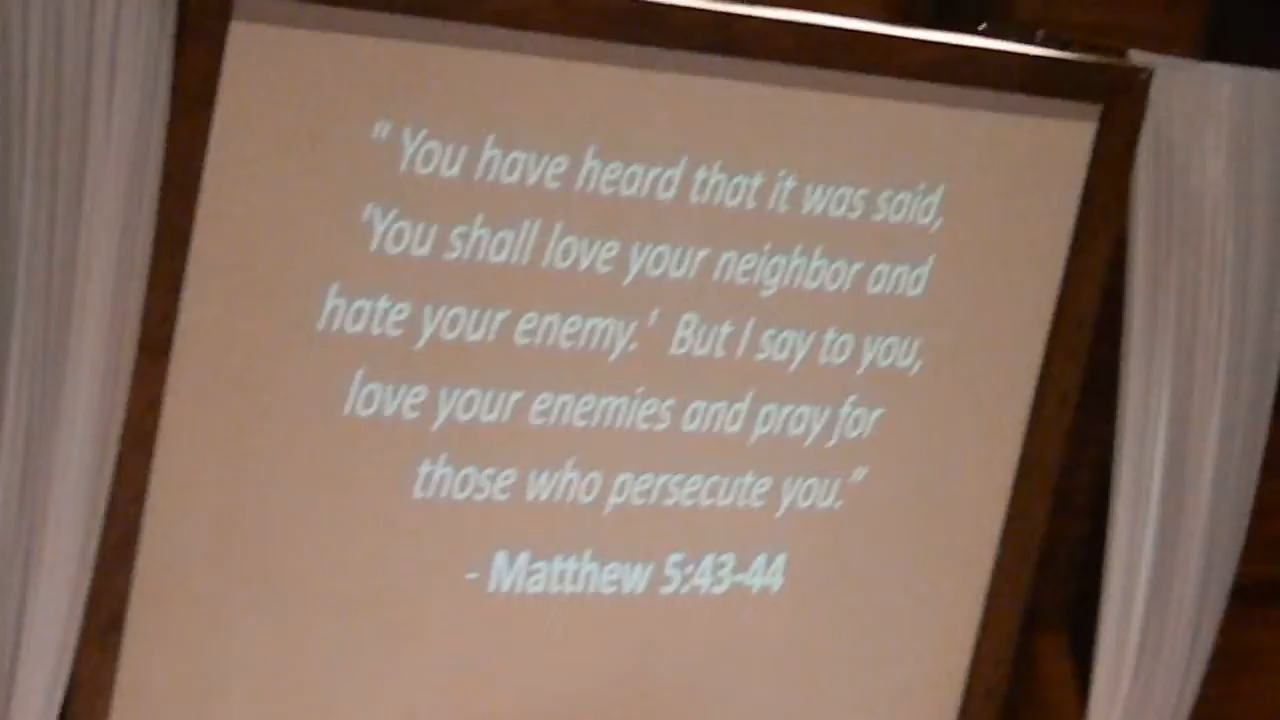 “ You have heard that it was said,
'You shall love your neighbor and
hate your enemy.'  But I say to you,
love your enemies and pray for
those who persecute you.”
- Matthew 5:43-44